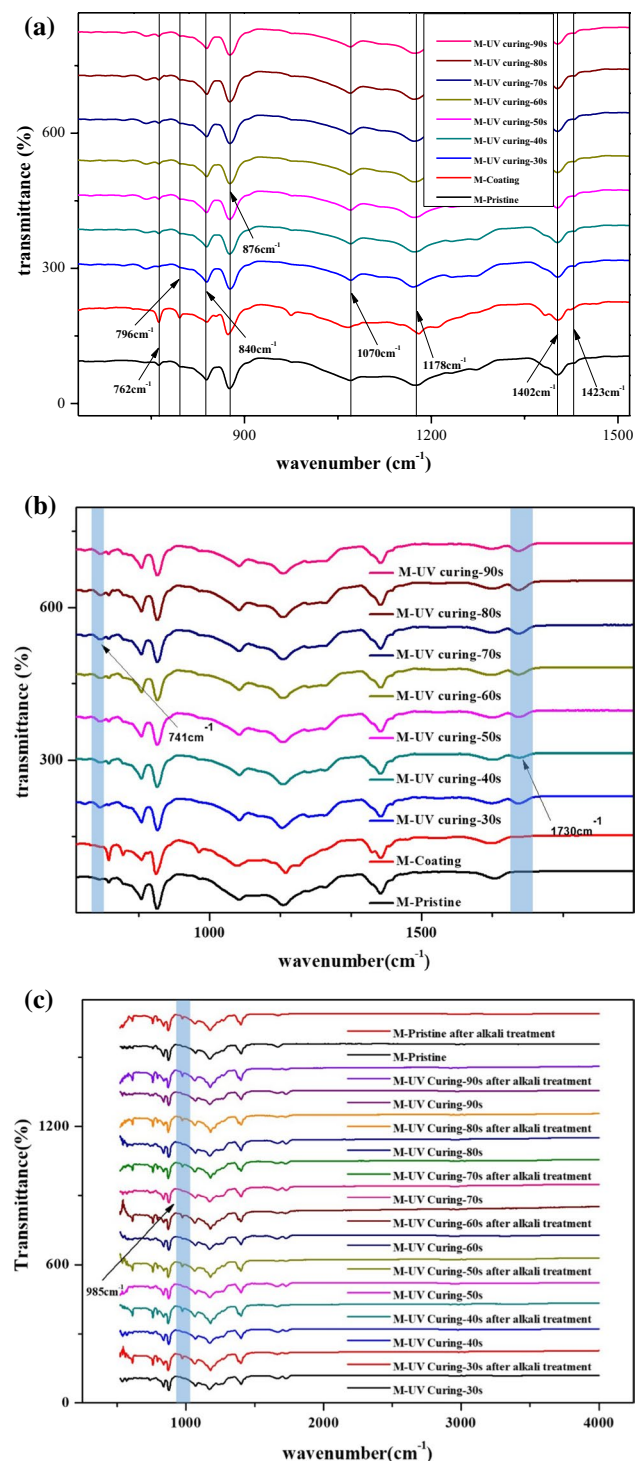 (a)
M-UV curing-90s
M-UV curing-80s
M-UV curing-70s
M-UV curing-60s
M-UV curing-50s
M-UV curing-40s
M-UV curing-30s
M-Coating
M-Pristine
600
300
0
transmittance (%)
876cm-1
796cm-1
840cm-1
762cm-1
1070cm-1
1178cm-1
1402cm-1
1423cm-1
900
1200
1500
wavenumber (cm-1)
(b)
M-UV curing-90s
M-UV curing-80s
M-UV curing-70s
M-UV curing-60s
M-UV curing-50s
M-UV curing-40s
M-UV curing-30s
M-Coating
M-Pristine
600
300
transmittance (%)
741cm-1
1730cm-1
1000
1500
wavenumber(cm-1)
(c)
M-Pristine after alkali treatment
M-Pristine
M-UV Curing-90s after alkali treatment
M-UV Curing-90s
M-UV Curing-80s after alkali treatment
M-UV Curing-80s
M-UV Curing-70s after alkali treatment
M-UV Curing-70s
M-UV Curing-60s after alkali treatment
M-UV Curing-60s
M-UV Curing-50s after alkali treatment
M-UV Curing-50s
M-UV Curing-40s after alkali treatment
M-UV Curing-40s
M-UV Curing-30s after alkali treatment
M-UV Curing-30s
1200
600
0
Transmittance(%)
985cm-1
1000
2000
3000
4000
wavenumber(cm-1)